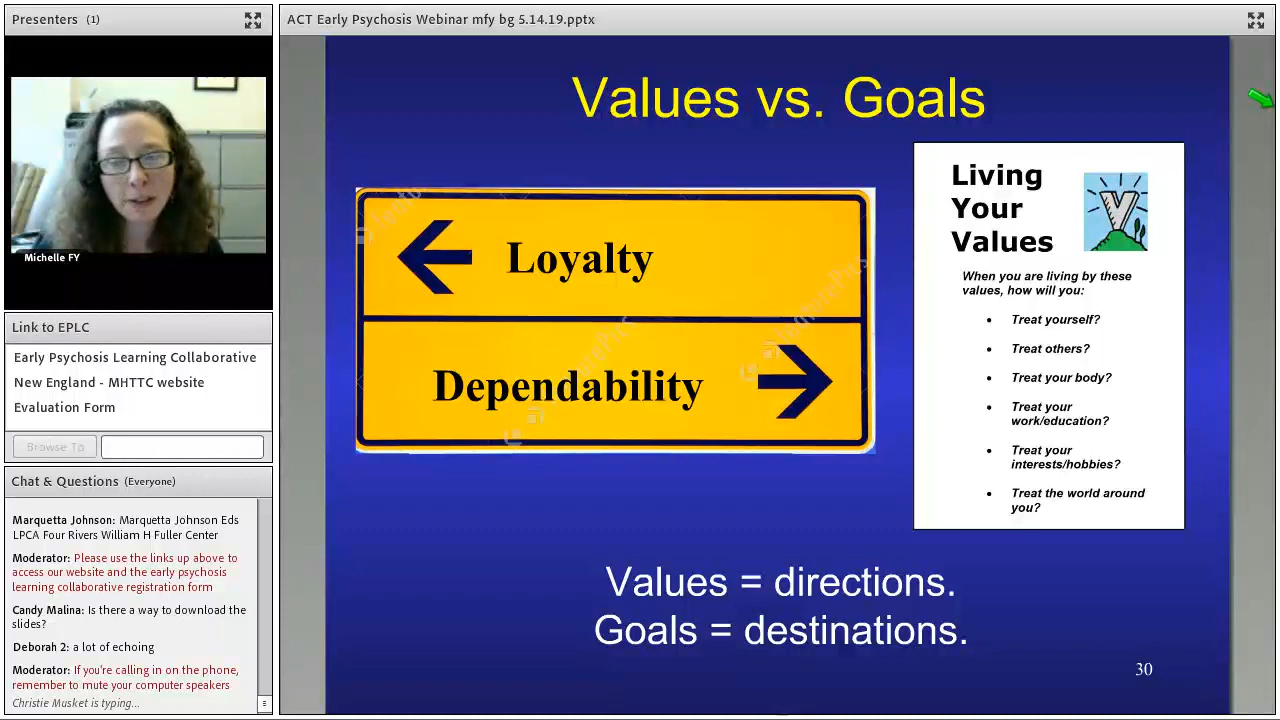 Presenters (1)
Michelle FY
Link to EPLC
Early Psychosis Learning Collaborative
New England - MHTTC website
Evaluation Form
Browse To
Chat & Questions (Everyone)
Marquetta Johnson: Marquetta Johnson Eds
LPCA Four Rivers William H Fuller Center
Moderator: Please use the links up above to
access our website and the early psychosis
learning collaborative registration form
Candy Malina: Is there a way to download the
slides?
Deborah 2: a lot of echoing
Moderator: If you're calling in on the phone,
remember to mute your computer speakers
Christie Musket is typing...
ACT Early Psychosis Webinar mfy bg 5.14.19.pptx
Values vs. Goals
Loyalty
Dependability
Living
Your
Values
V
When you are living by these
values, how will you:
• Treat yourself?
• Treat others?
• Treat your body?
• Treat your
work/education?
• Treat your
interests/hobbies?
• Treat the world around
you?
Values = directions.
Goals = destinations.
30